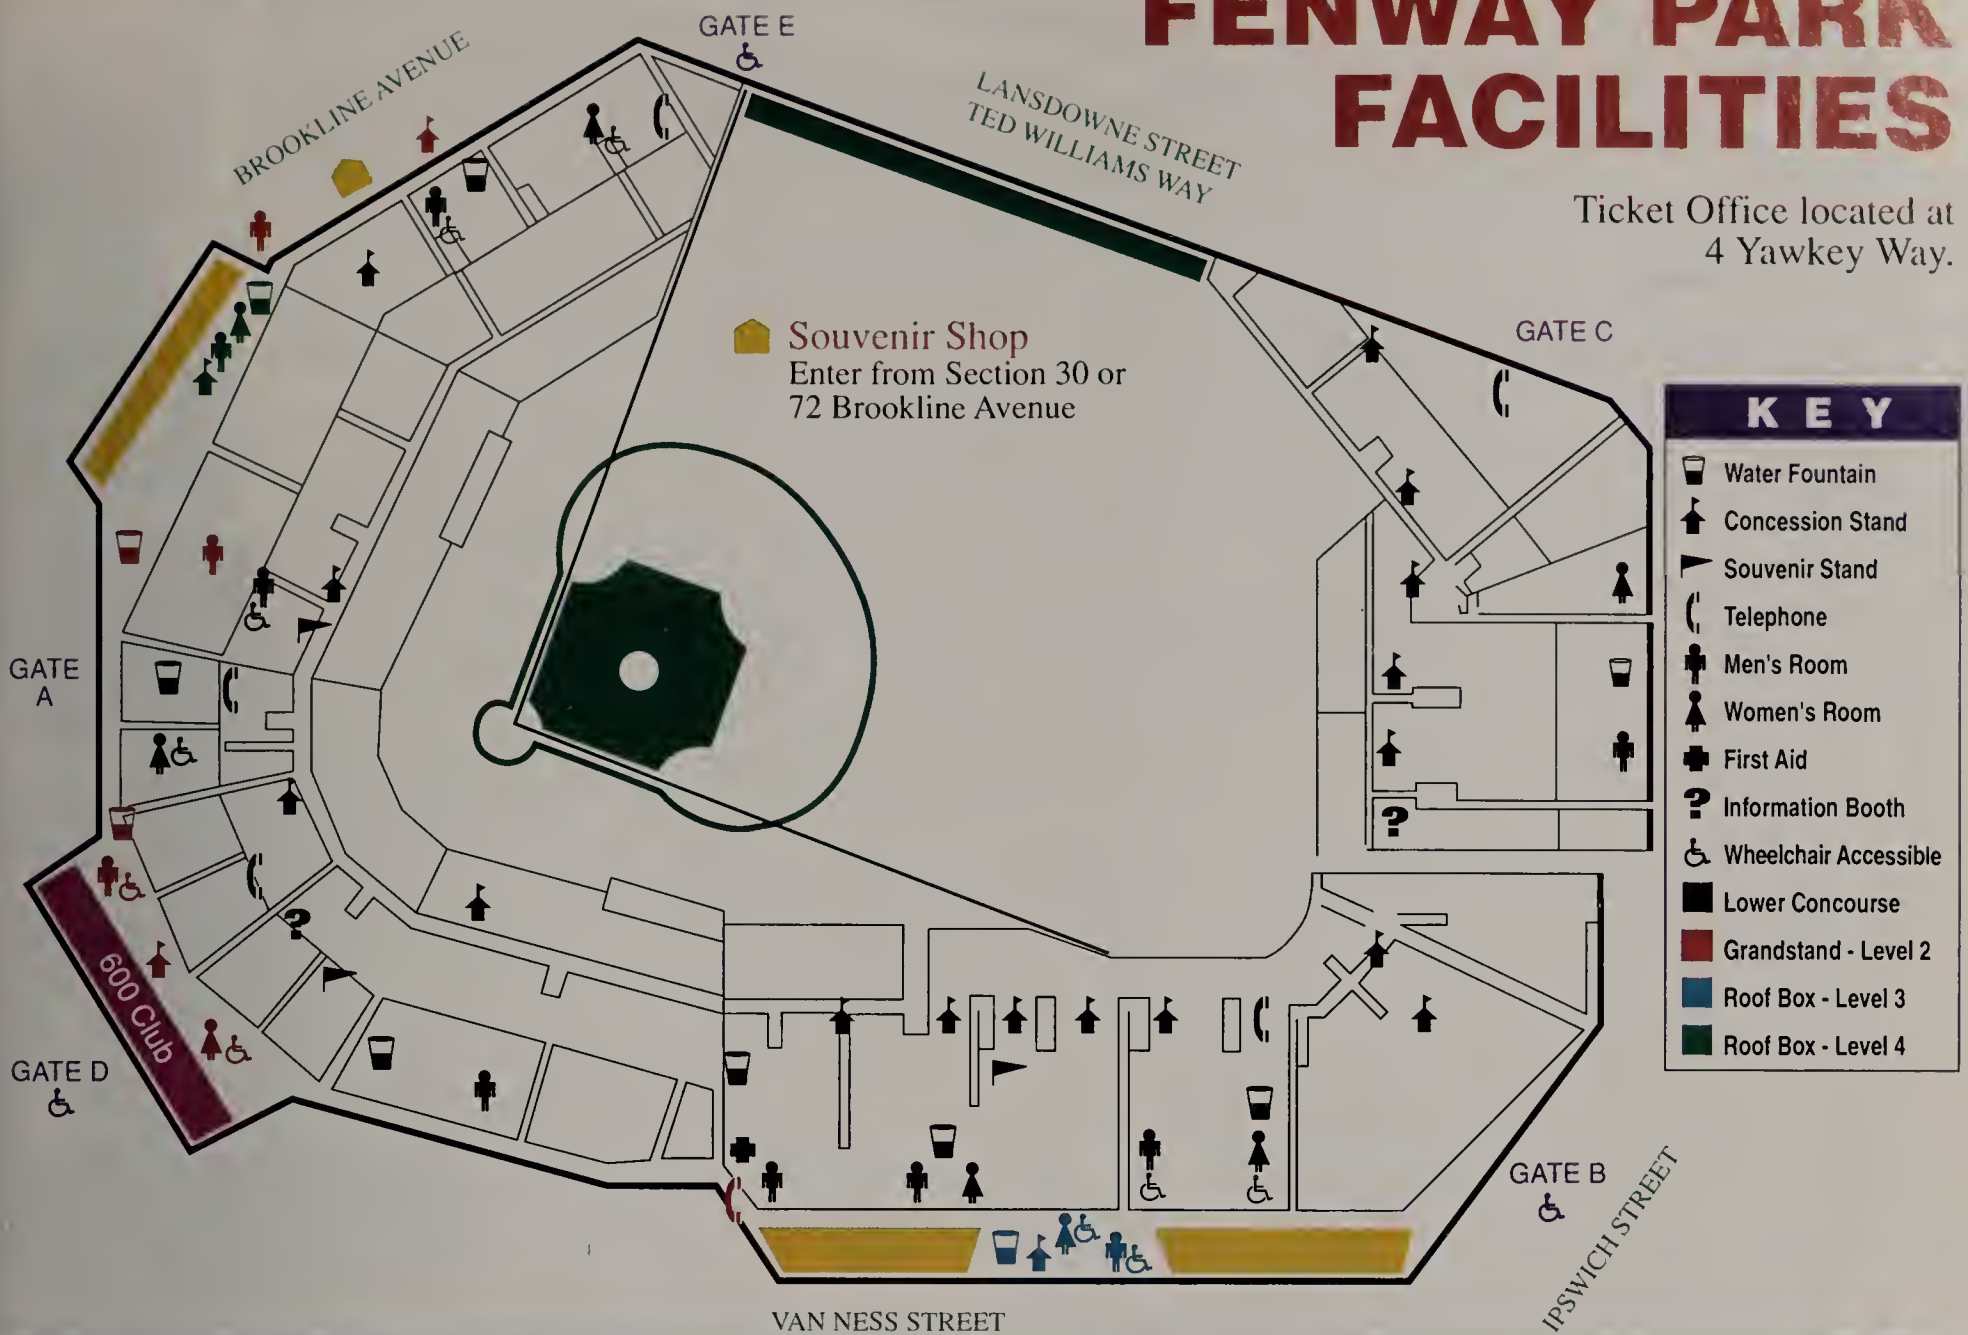 FENWAY PARK
FACILITIES
Ticket Office located at
4 Yawkey Way.
GATE E
BROOKLINE AVENUE
LANSDOWNE STREET
TED WILLIAMS WAY
Souvenir Shop
Enter from Section 30 or
72 Brookline Avenue
GATE C
KEY
Water Fountain
Concession Stand
Souvenir Stand
Telephone
Men's Room
Women's Room
First Aid
? Information Booth
Wheelchair Accessible
Lower Concourse
Grandstand - Level 2
Roof Box - Level 3
Roof Box - Level 4
GATE
A
?
?
600 Club
GATE D
GATE B
IPSWICH STREET
VAN NESS STREET